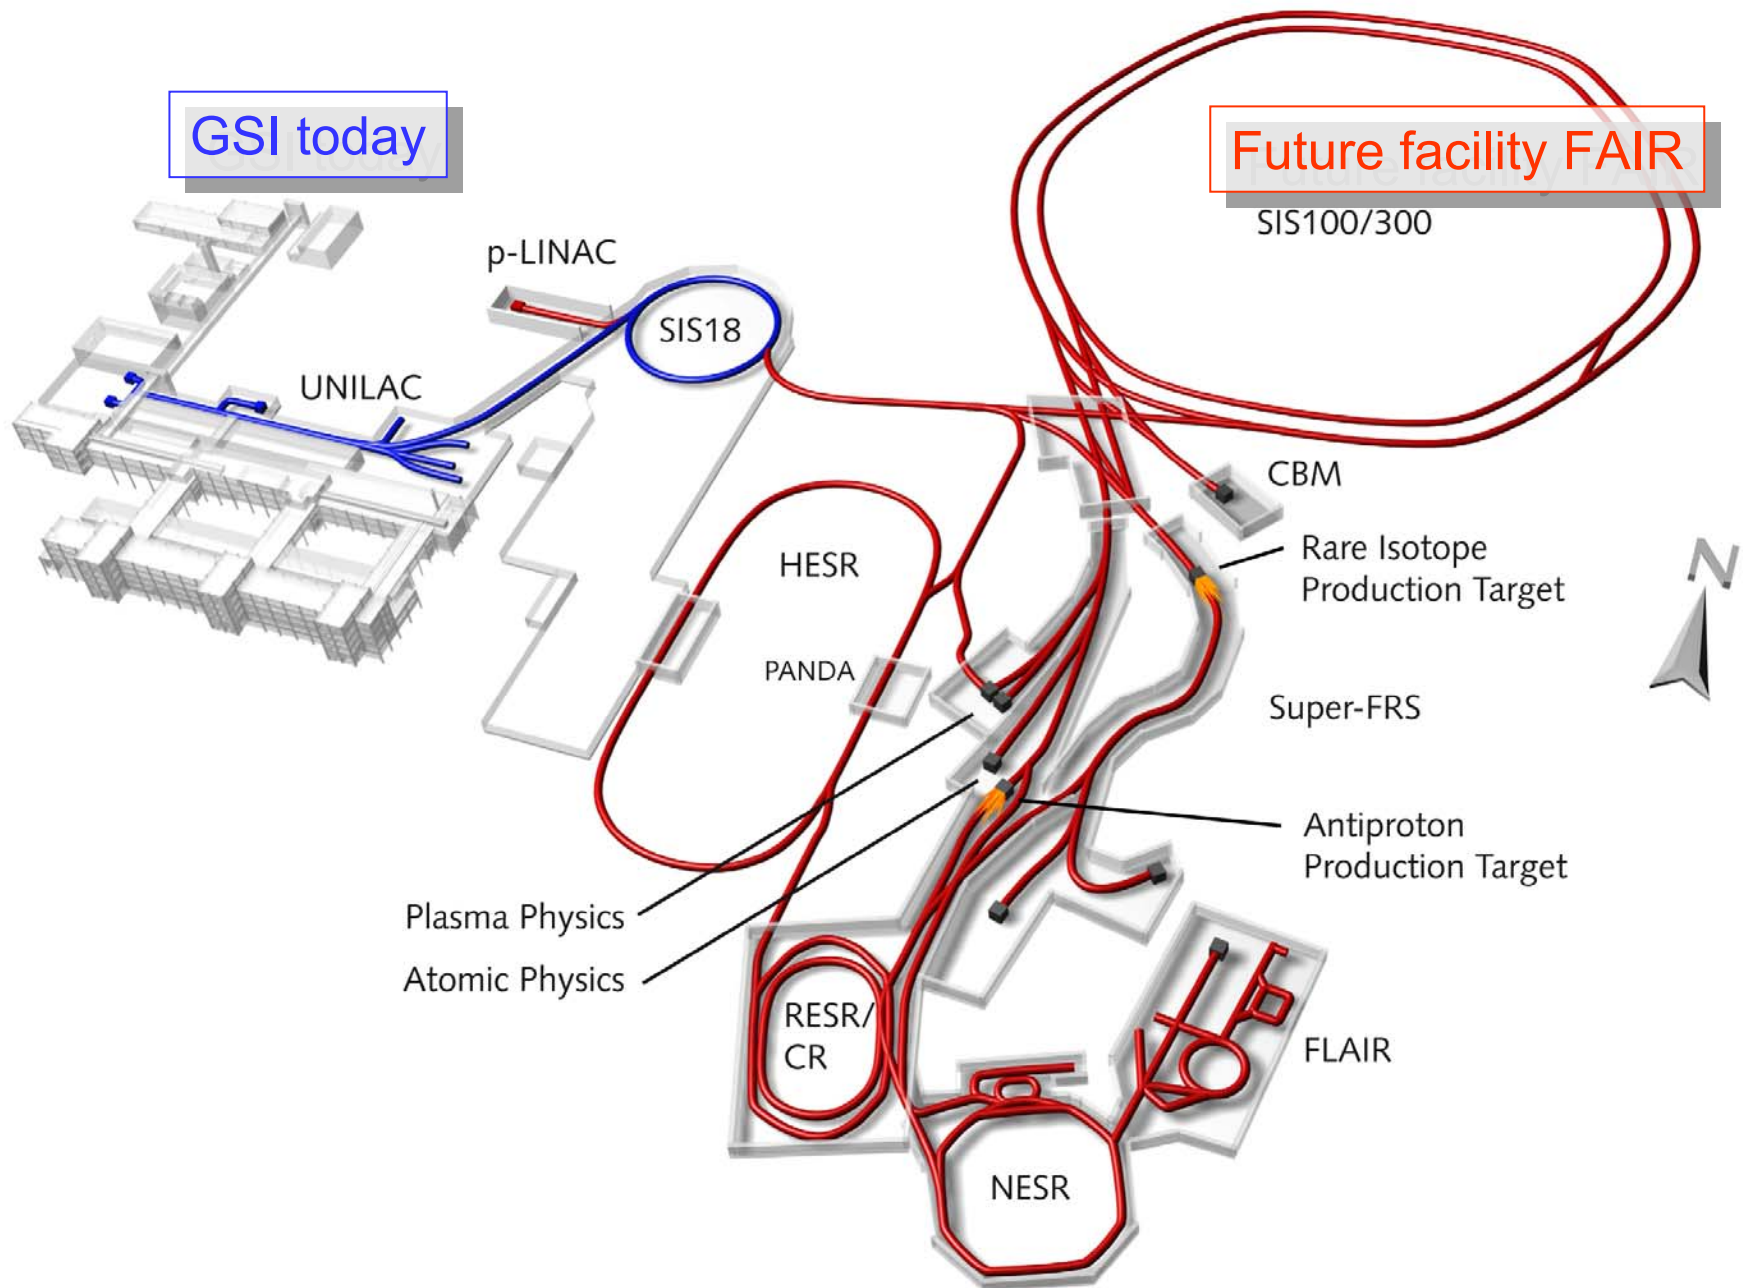 GSI today
Future facility FAIR
SIS100/300
p-LINAC
SIS18
UNILAC
CBM
Rare Isotope
Production Target
HESR
N
PANDA
Super-FRS
Antiproton
Production Target
Plasma Physics
Atomic Physics
RESR/
CR
FLAIR
NESR